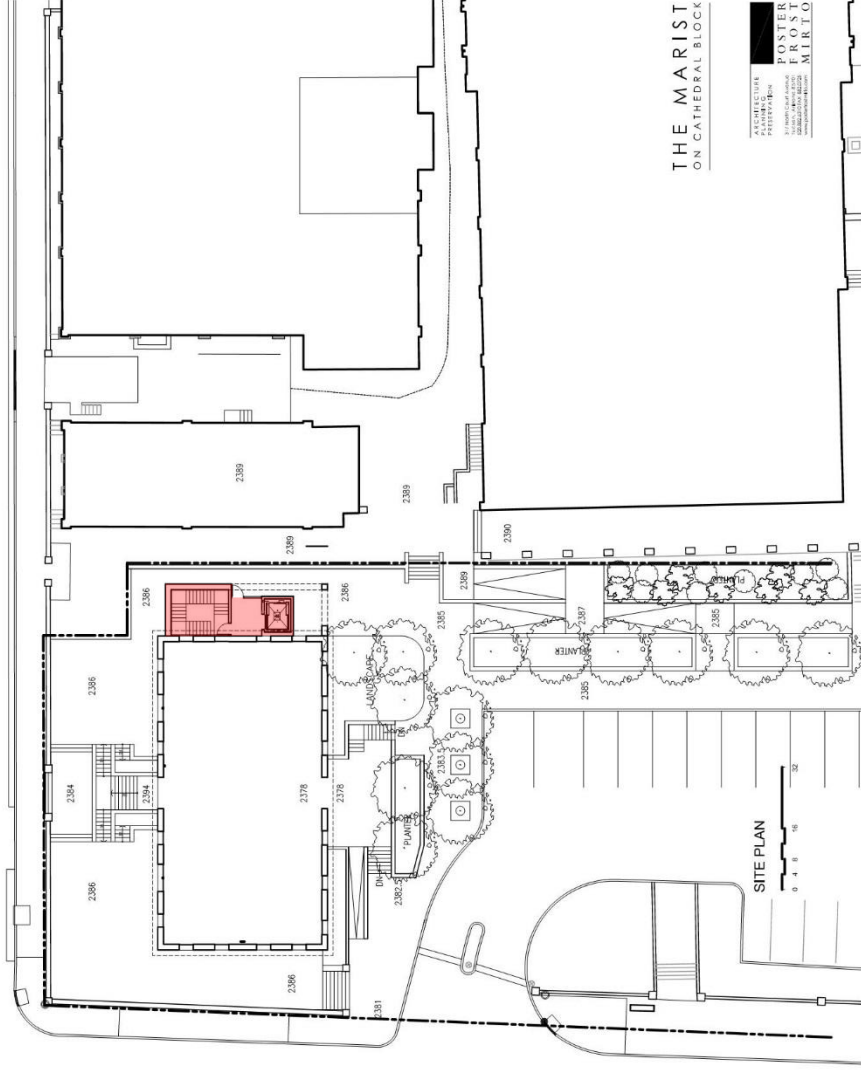 THE MARIST
ON CATHEDRAL BLOCK
POSTER
FROST
MIRTO
ARCHITECTURE
PLANNING
PRESERVATION
2389
2389
2389
2390
2386
2386
2389
PLANTER
2385
2387
2385
LANDSCAPE
PLANTER
2386
2385
DN
2384
2394
2378
2378
2383
PLANTER
2386
DN
2382.5
SITE PLAN
0 4 8 16 32
2386
2381